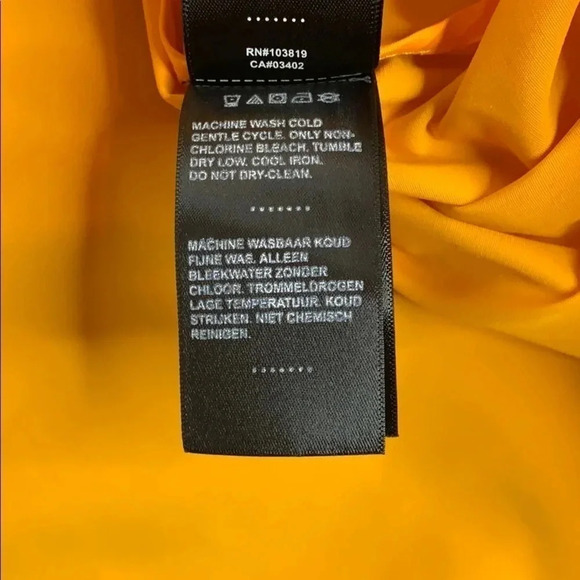 RN#103819
CA#03402
MACHINE WASH COLD
GENTLE CYCLE. ONLY NON-
CHLORINE BLEACH. TUMBLE
DRY LOW. COOL IRON.
DO NOT DRY-CLEAN.
MACHINE WASBAAR KOUD
FIJNE WAS. ALLEEN
BLEEKWATER ZONDER
CHLOOR. TROMMELDROGEN
LAGE TEMPERATUUR. KOUD
STRIJKEN. NIET CHEMISCH
REINIGEN.